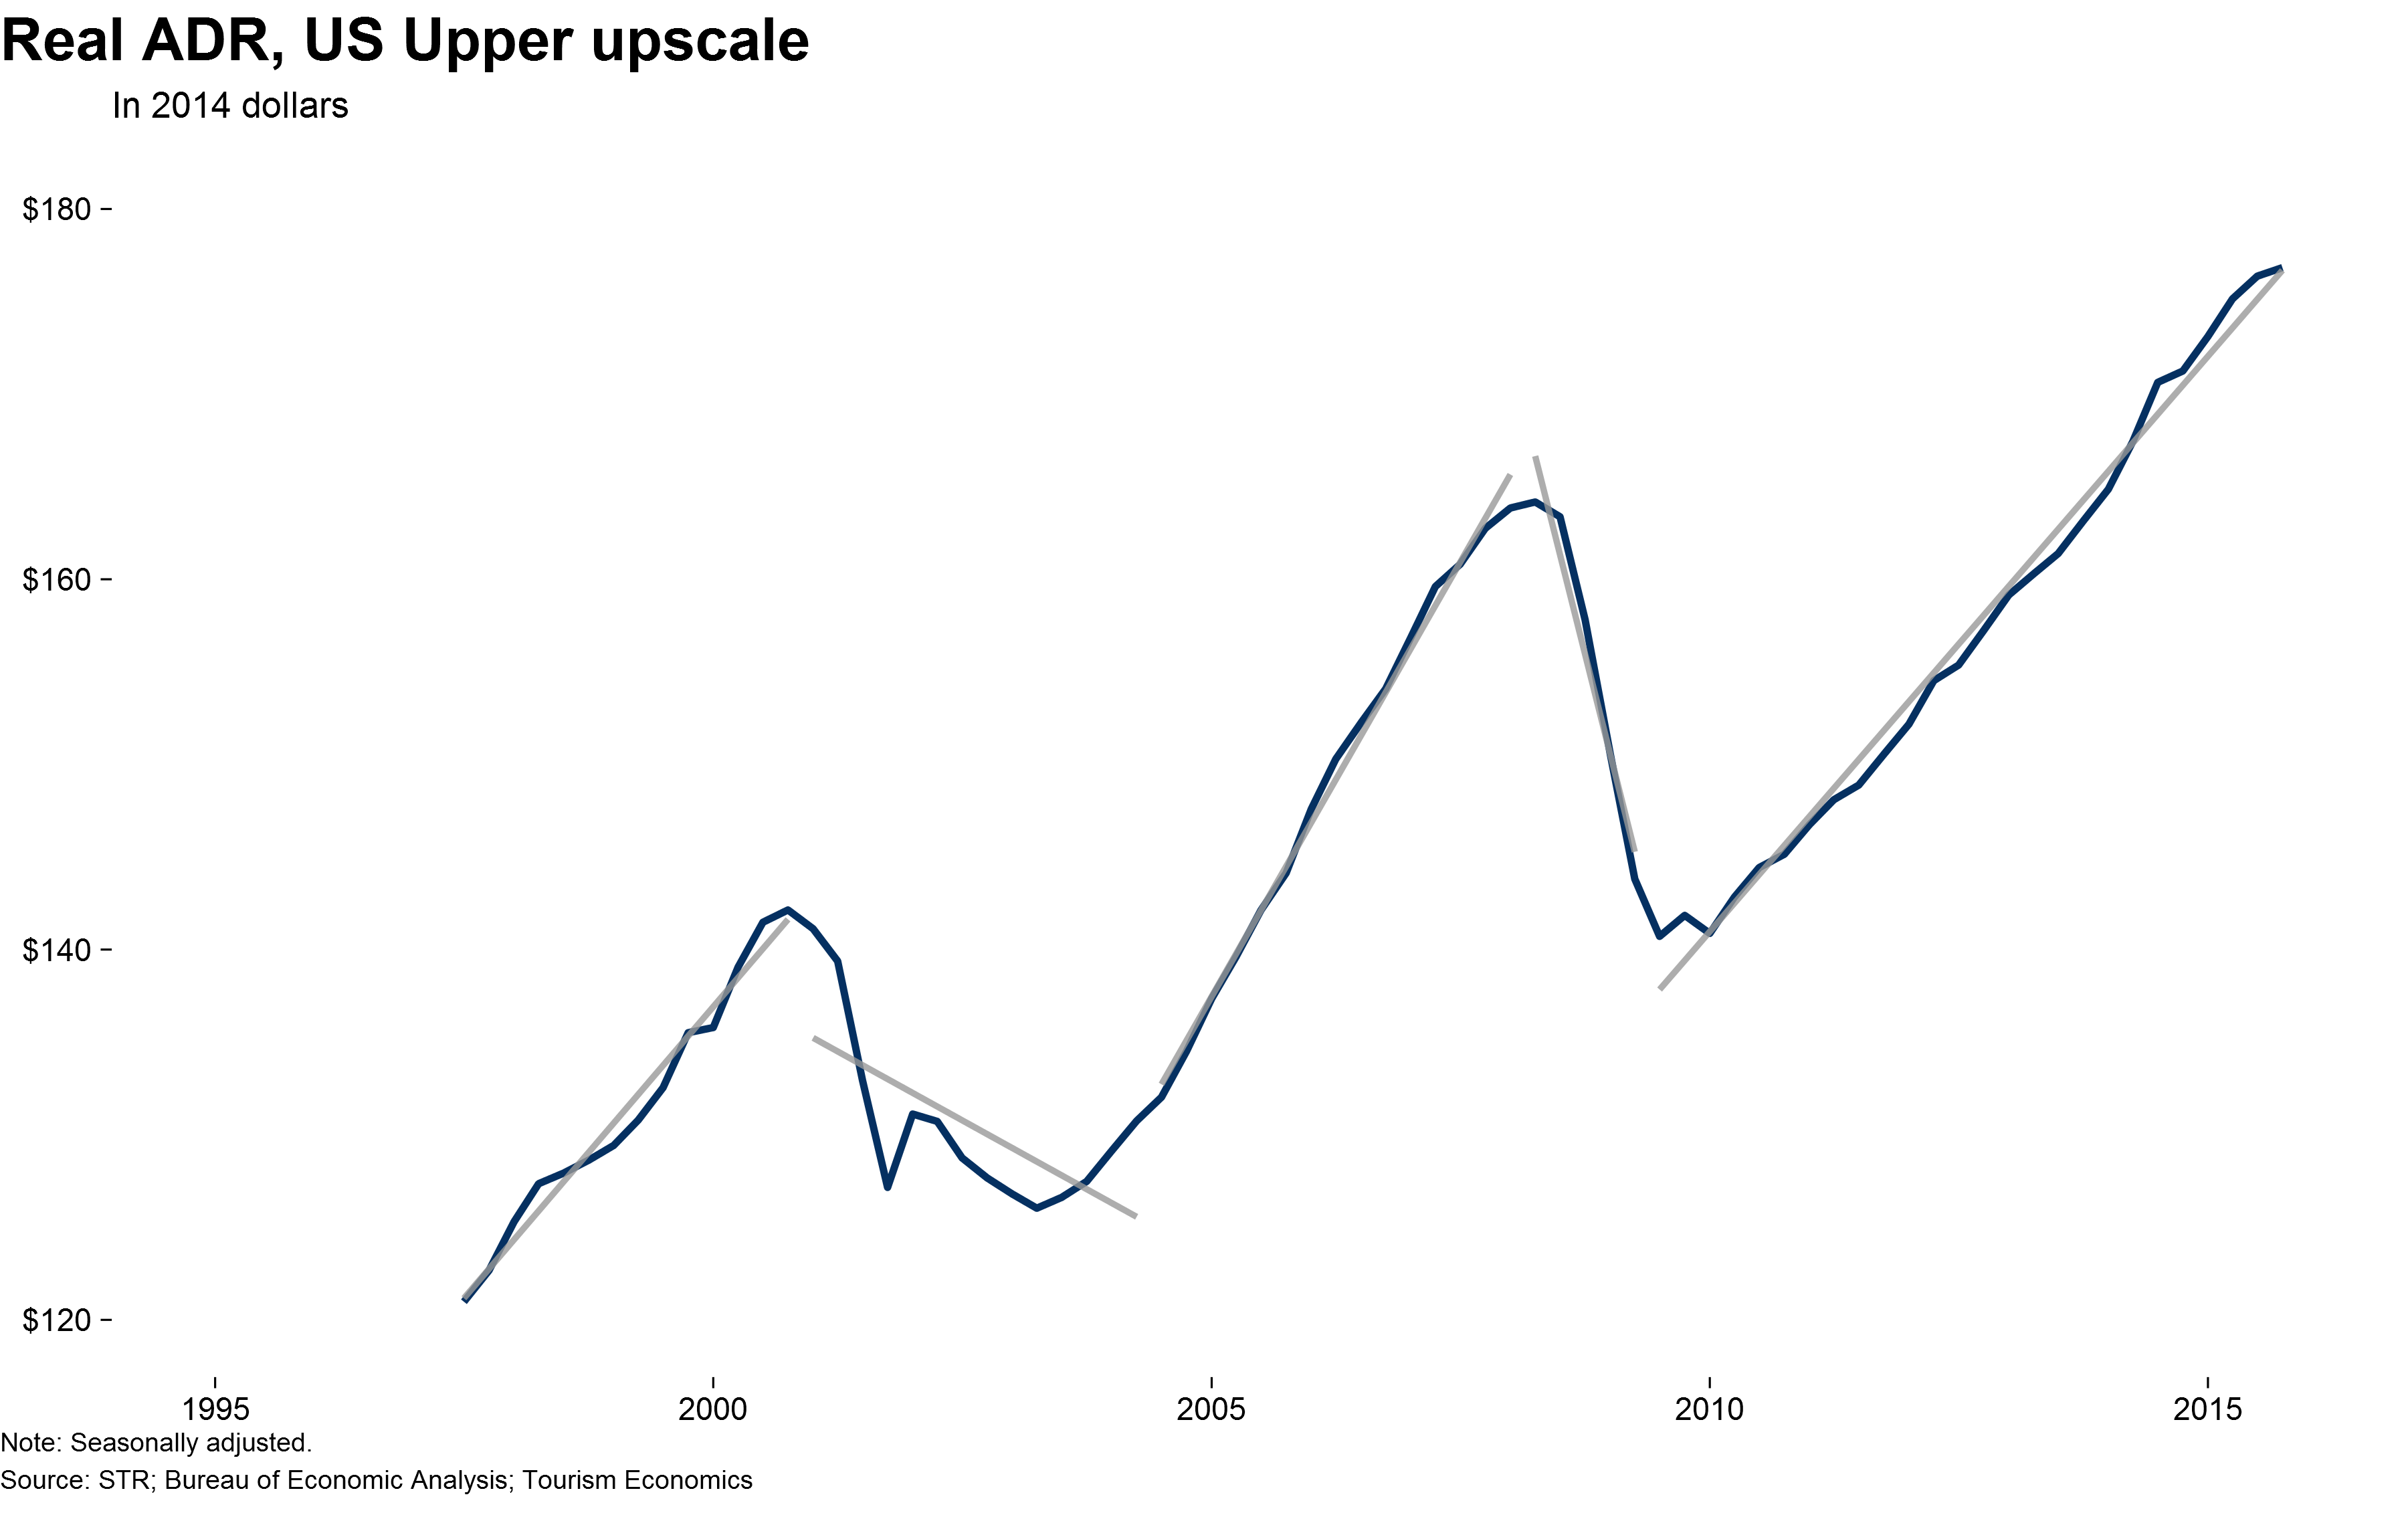 Real ADR, US Upper upscale
In 2014 dollars
$180
$160
$140
$120
1995 2000 2005 2010 2015
Note: Seasonally adjusted.
Source: STR; Bureau of Economic Analysis; Tourism Economics